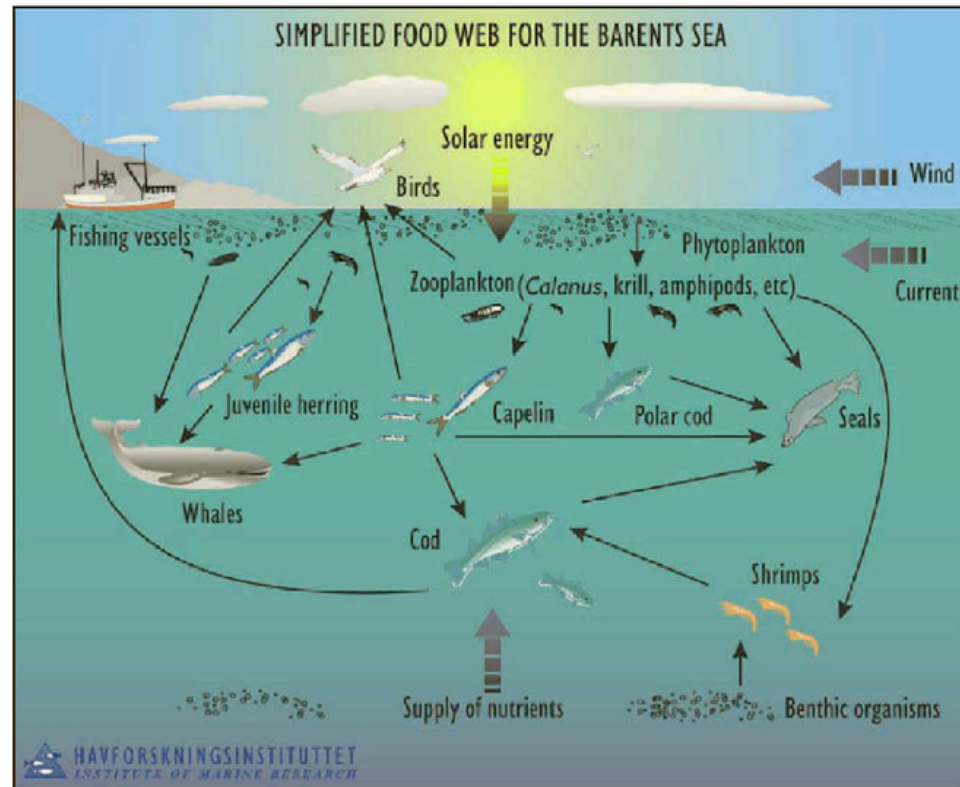 SIMPLIFIED FOOD WEB FOR THE BARENTS SEA
Solar energy
Birds
Wind
Fishing vessels
Phytoplankton
Zooplankton (Calanus, krill, amphipods, etc)
Current
Juvenile herring
Capelin
Polar cod
Seals
Whales
Cod
Shrimps
Supply of nutrients
Benthic organisms
HAVFORSKNINGSINSTITUTTET
INSTITUTE OF MARINE RESEARCH